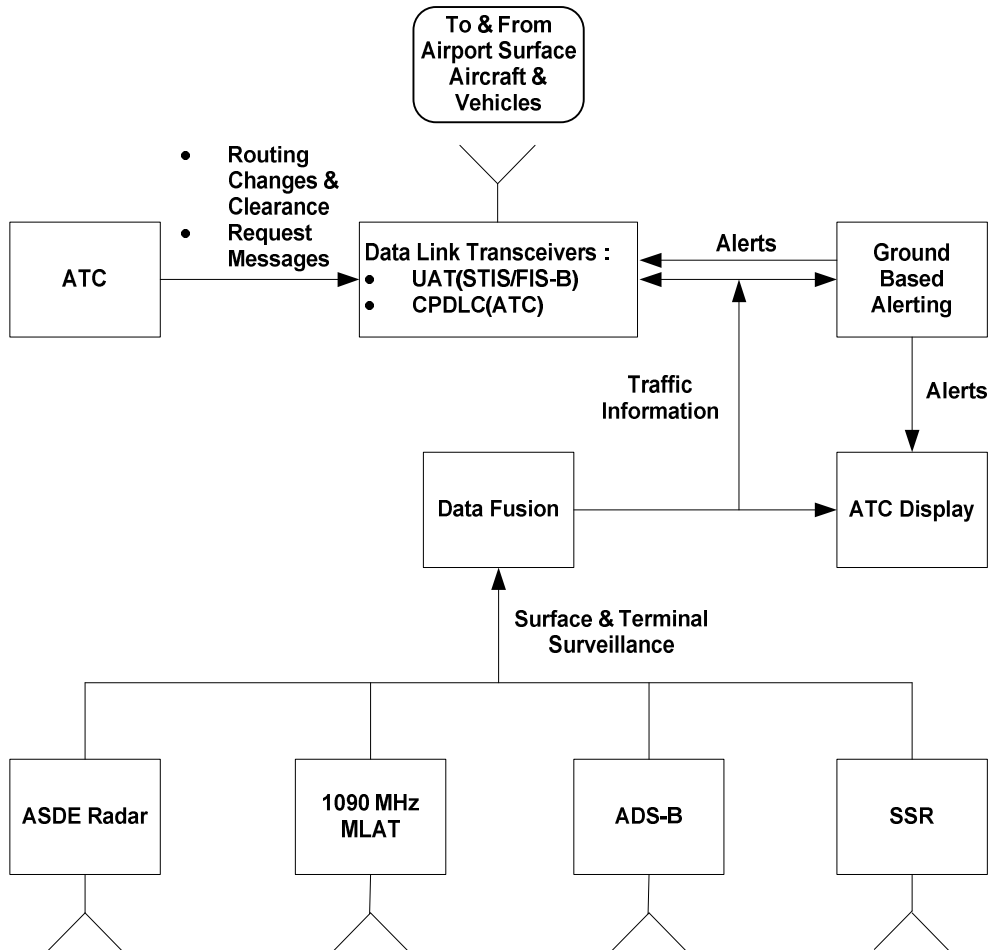 To & From
Airport Surface
Aircraft &
Vehicles
• Routing
Changes &
Clearance
• Request
Messages
ATC
Data Link Transceivers :
• UAT(STIS/FIS-B)
• CPDLC(ATC)
Alerts
Ground
Based
Alerting
Traffic
Information
Alerts
Data Fusion
ATC Display
Surface & Terminal
Surveillance
ASDE Radar
1090 MHz
MLAT
ADS-B
SSR